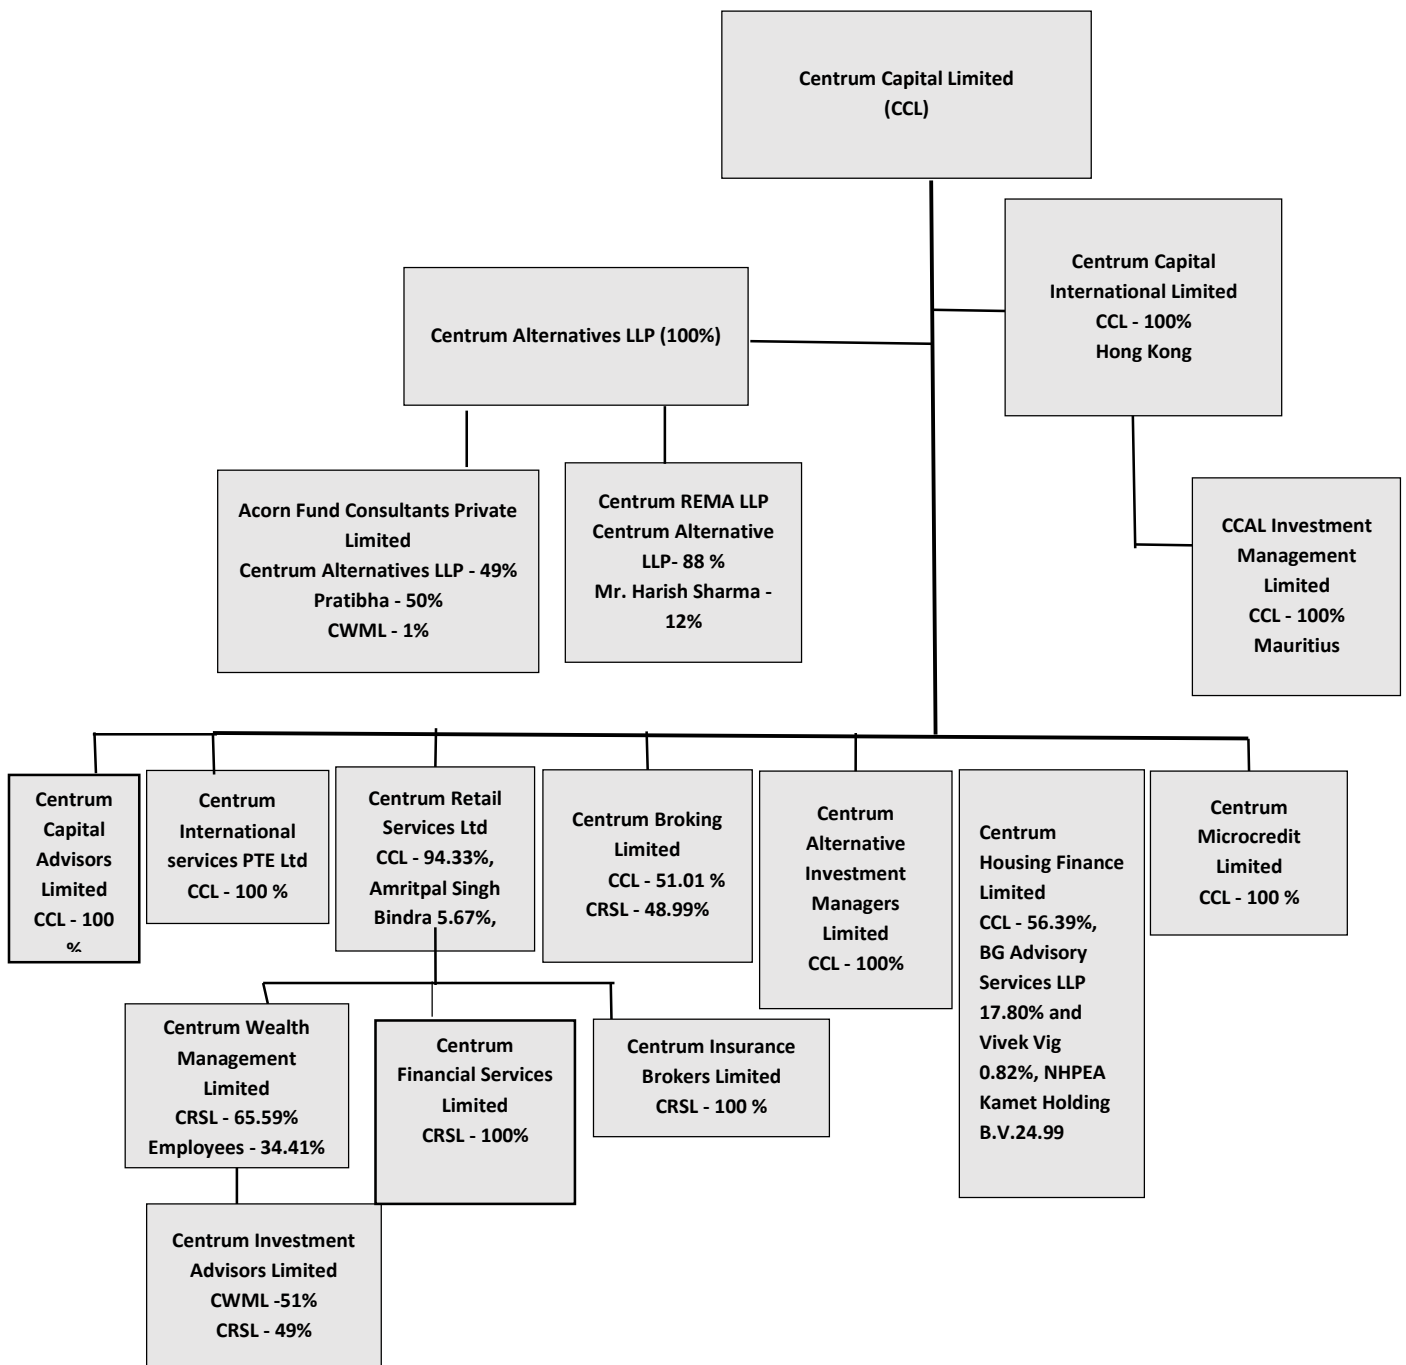 Centrum Capital Limited
(CCL)
Centrum Capital
International Limited
CCL - 100%
Hong Kong
Centrum Alternatives LLP (100%)
Acorn Fund Consultants Private
Limited
Centrum Alternatives LLP - 49%
Pratibha - 50%
CWML - 1%
Centrum REMA LLP
Centrum Alternative
LLP- 88 %
Mr. Harish Sharma -
12%
CCAL Investment
Management
Limited
CCL - 100%
Mauritius
Centrum
Capital
Advisors
Limited
CCL - 100
%
Centrum
International
services PTE Ltd
CCL - 100 %
Centrum Retail
Services Ltd
CCL - 94.33%,
Amritpal Singh
Bindra 5.67%,
Centrum Broking
Limited
CCL - 51.01 %
CRSL - 48.99%
Centrum
Alternative
Investment
Managers
Limited
CCL - 100%
Centrum
Housing Finance
Limited
CCL - 56.39%,
BG Advisory
Services LLP
17.80% and
Vivek Vig
0.82%, NHPEA
Kamet Holding
B.V.24.99
Centrum
Microcredit
Limited
CCL - 100 %
Centrum Wealth
Management
Limited
CRSL - 65.59%
Employees - 34.41%
Centrum
Financial Services
Limited
CRSL - 100%
Centrum Insurance
Brokers Limited
CRSL - 100 %
Centrum Investment
Advisors Limited
CWML -51%
CRSL - 49%